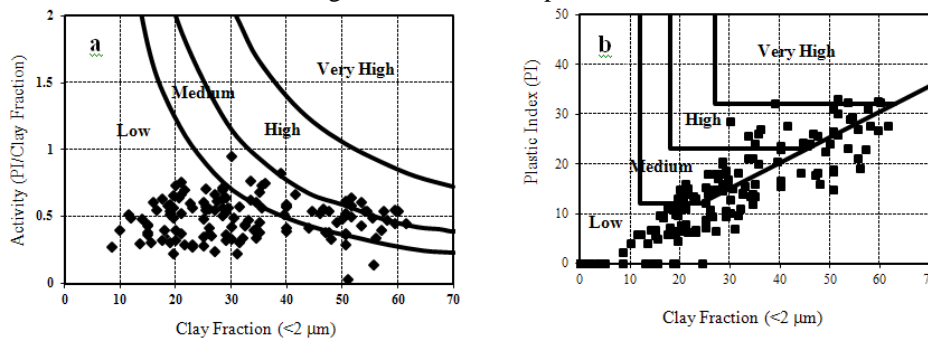 a
Very High
Medium
Low
High
Activity (PI/Clay Fraction)
2
1.5
1
0.5
0
0 10 20 30 40 50 60 70
Clay Fraction (<2 μm)
b
Very High
High
Medium
Low
Plastic Index (PI)
50
40
30
20
10
0
0 10 20 30 40 50 60
Clay Fraction (<2 μm)